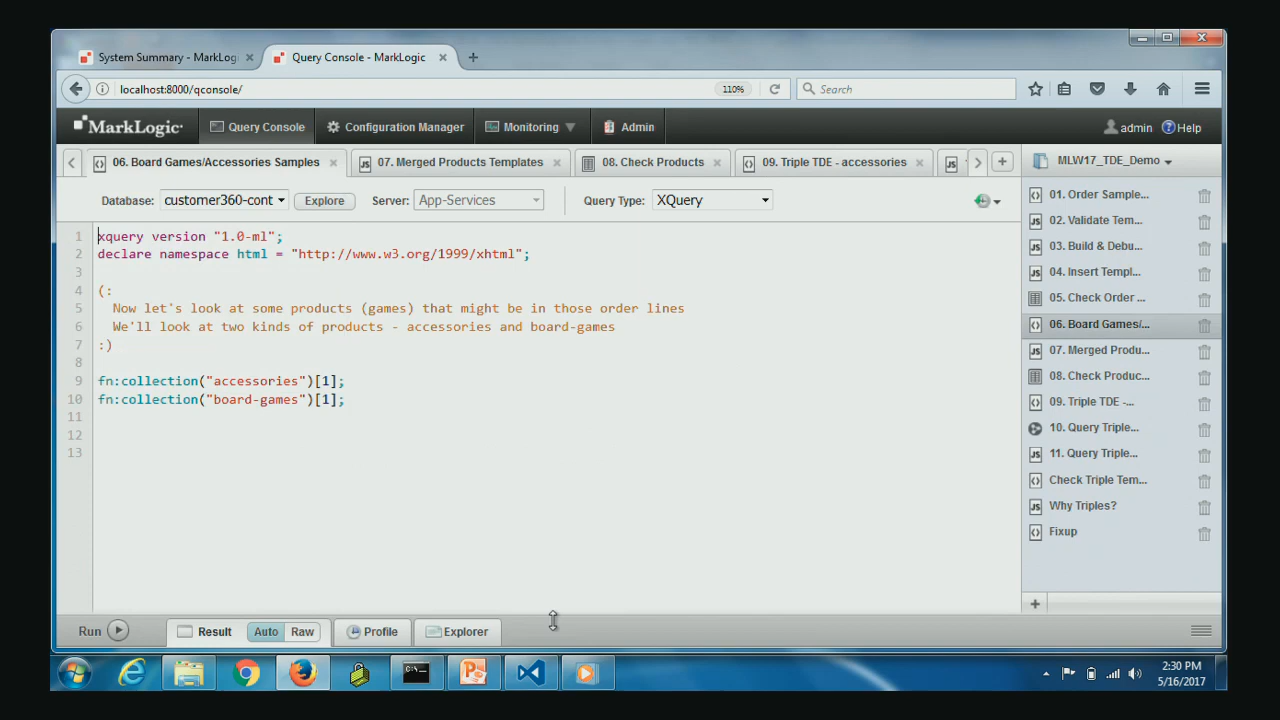 System Summary - MarkLogi
Query Console - MarkLogic
localhost:8000/qconsole/
110%
Search
MarkLogic
Query Console
Configuration Manager
Monitoring
Admin
admin
Help
06. Board Games/Accessories Samples
07. Merged Products Templates
08. Check Products
09. Triple TDE - accessories
MLW17_TDE_Demo
Database: customer360-cont
Explore
Server: App-Services
Query Type: XQuery
1 xquery version "1.0-ml";
2 declare namespace html = "http://www.w3.org/1999/xhtml";
3
4 (:
5 Now let's look at some products (games) that might be in those order lines
6 We'll look at two kinds of products - accessories and board-games
7 :)
8
9 fn:collection("accessories")[1];
10 fn:collection("board-games")[1];
11
12
13
01. Order Sample...
02. Validate Tem...
03. Build & Debu...
04. Insert Templ...
05. Check Order ...
06. Board Games/...
07. Merged Produ...
08. Check Produc...
09. Triple TDE -...
10. Query Triple...
11. Query Triple...
Check Triple Tem...
Why Triples?
Fixup
Run
Result
Auto
Raw
Profile
Explorer
2:30 PM
5/16/2017